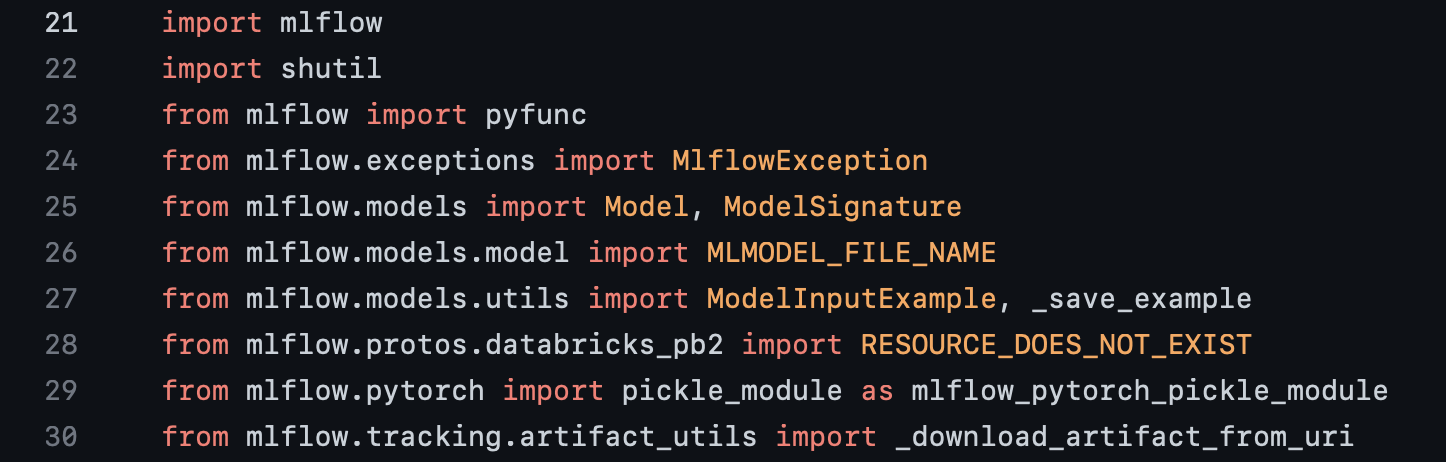 21 import mlflow
22 import shutil
23 from mlflow import pyfunc
24 from mlflow.exceptions import MlflowException
25 from mlflow.models import Model, ModelSignature
26 from mlflow.models.model import MLMODEL_FILE_NAME
27 from mlflow.models.utils import ModelInputExample, _save_example
28 from mlflow.protos.databricks_pb2 import RESOURCE_DOES_NOT_EXIST
29 from mlflow.pytorch import pickle_module as mlflow_pytorch_pickle_module
30 from mlflow.tracking.artifact_utils import _download_artifact_from_uri